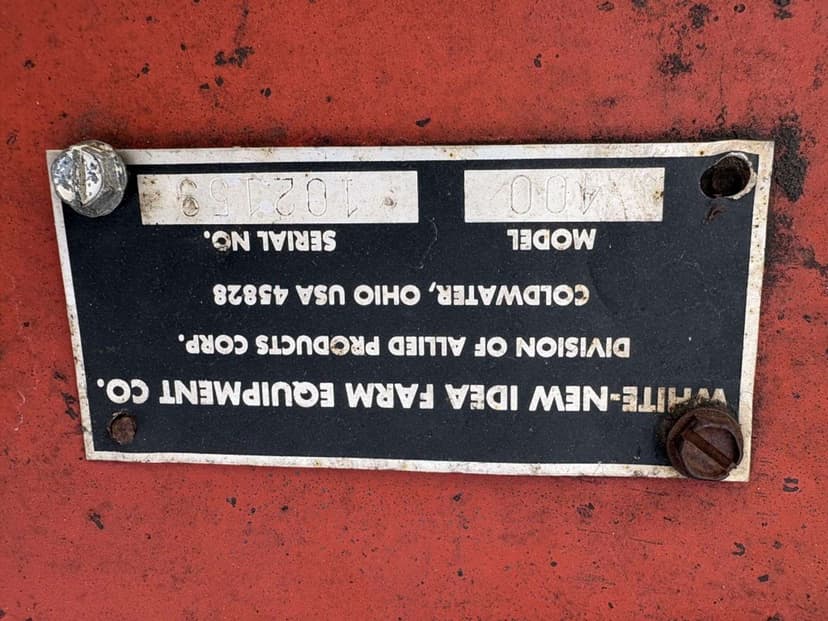 WHITE-NEW IDEA FARM EQUIPMENT CO.
DIVISION OF ALLIED PRODUCTS CORP.
COLDWATER, OHIO USA 45828
MODEL SERIAL NO.
400